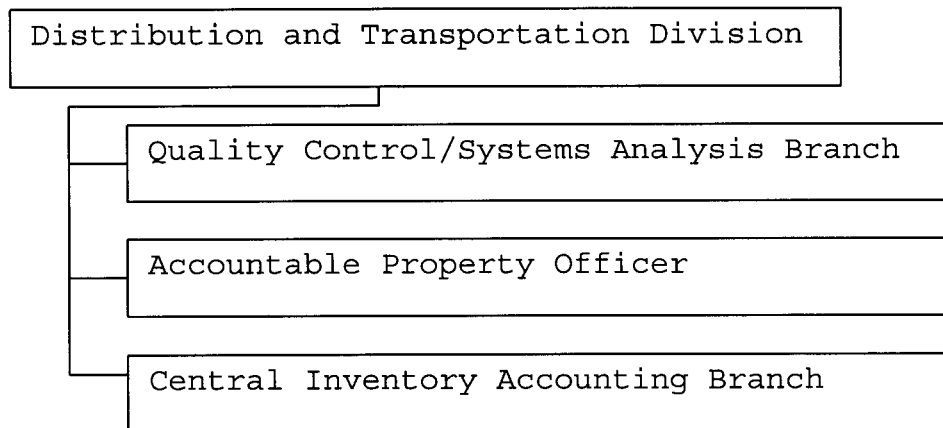 Distribution and Transportation Division
Quality Control/Systems Analysis Branch
Accountable Property Officer
Central Inventory Accounting Branch